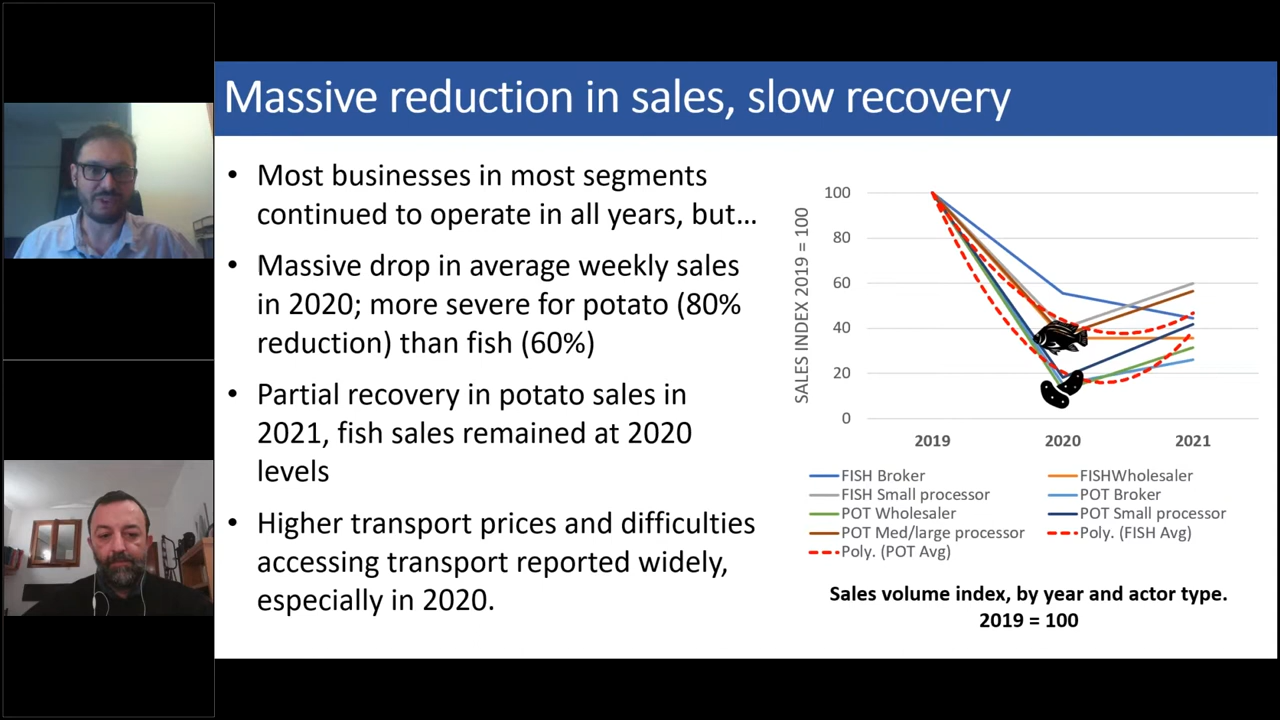 Massive reduction in sales, slow recovery
• Most businesses in most segments
continued to operate in all years, but…
• Massive drop in average weekly sales
in 2020; more severe for potato (80%
reduction) than fish (60%)
• Partial recovery in potato sales in
2021, fish sales remained at 2020
levels
• Higher transport prices and difficulties
accessing transport reported widely,
especially in 2020.
SALES INDEX 2019 = 100
100
80
60
40
20
0
2019 2020 2021
FISH Broker FISHWholesaler
FISH Small processor POT Broker
POT Wholesaler POT Small processor
POT Med/large processor Poly. (FISH Avg)
Poly. (POT Avg)
Sales volume index, by year and actor type.
2019 = 100